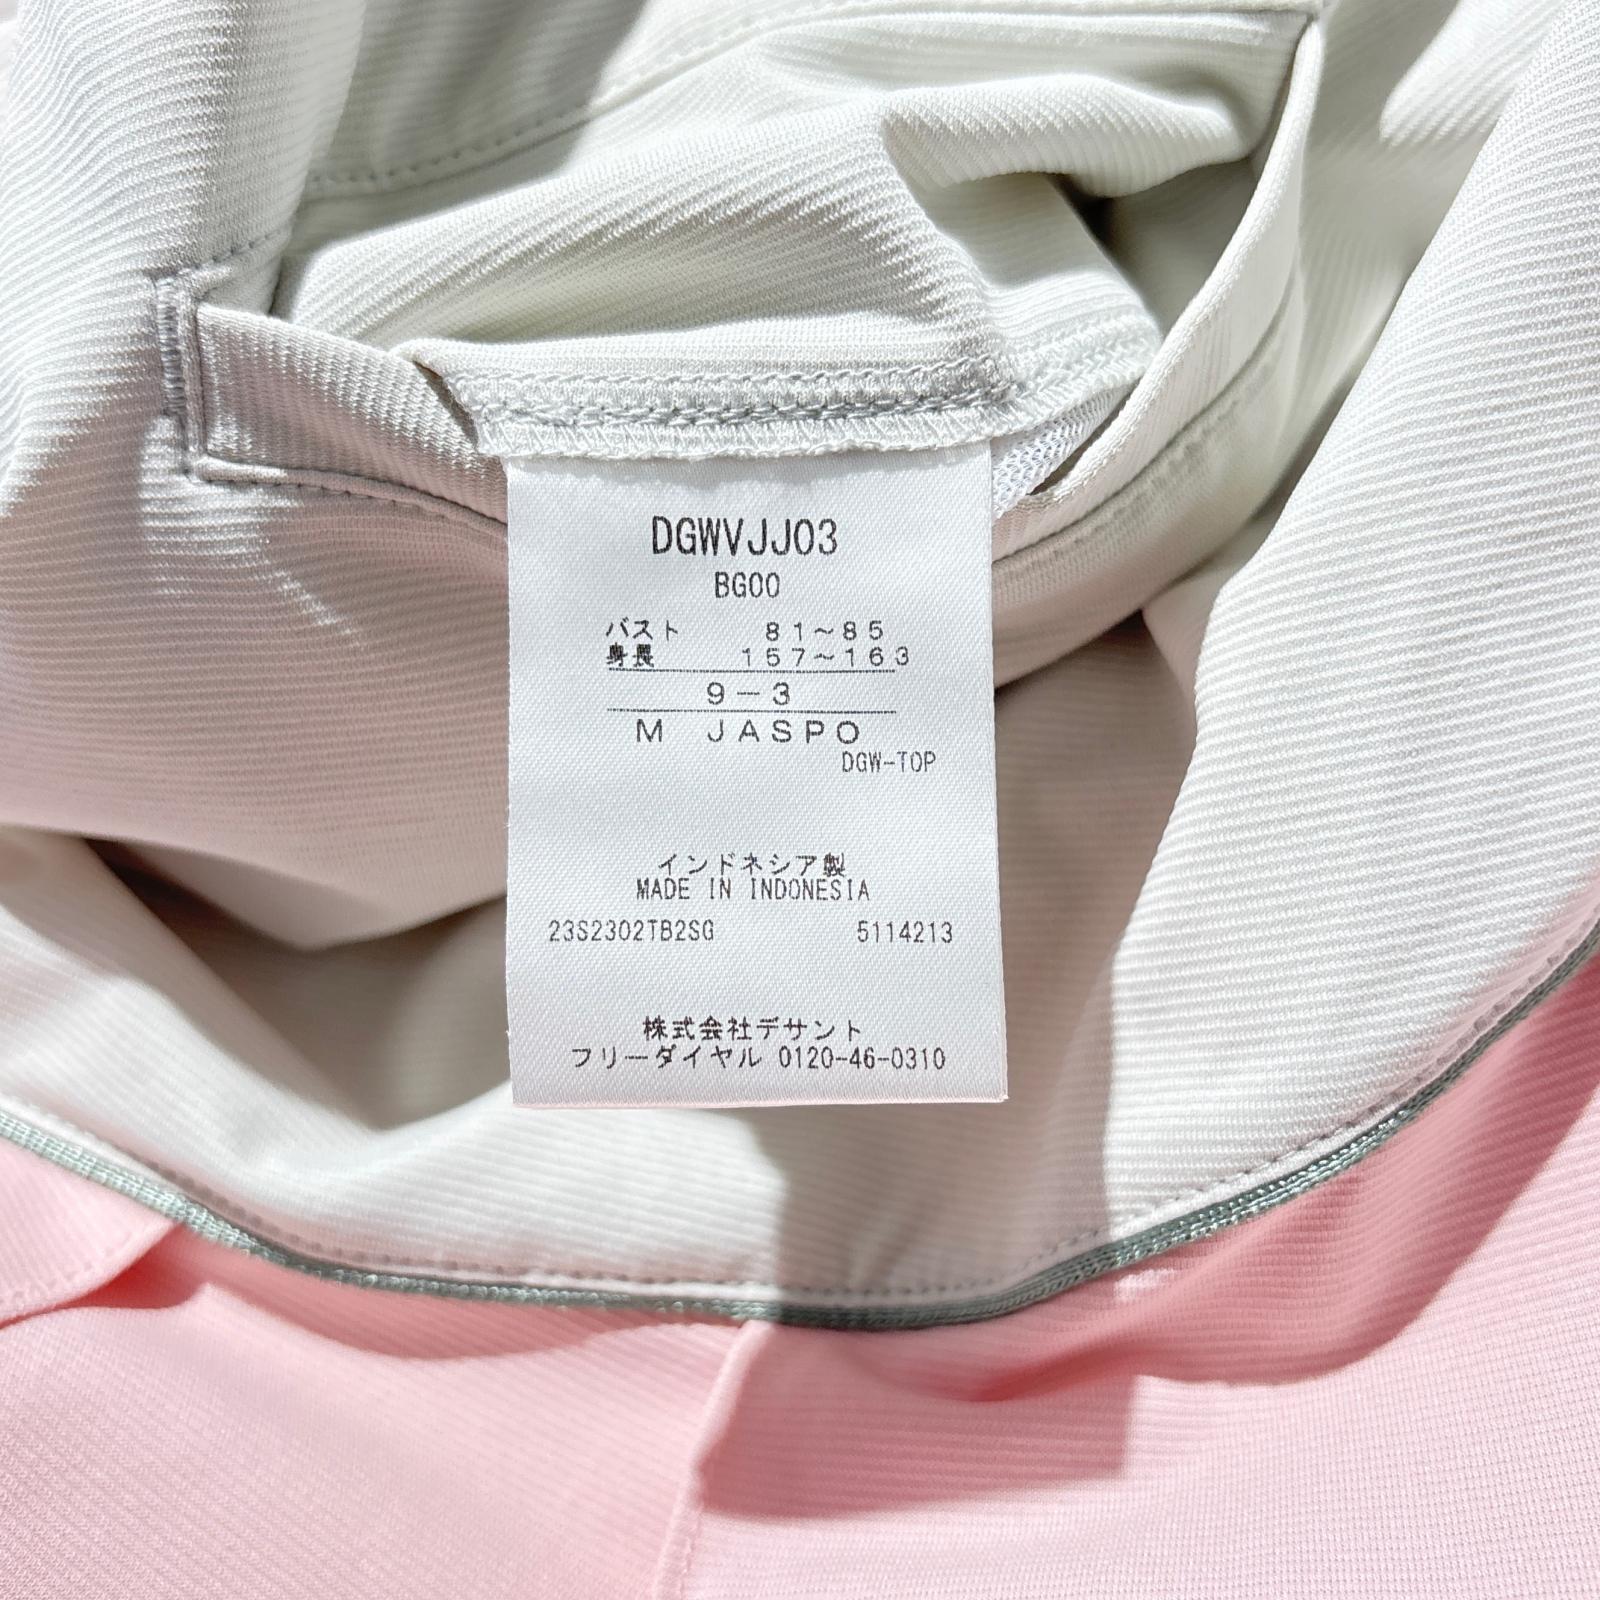 DGWVJJ03
BG00
バスト 81~85
身長 157~163
9-3
M JASPO
DGW-TOP
インドネシア製
MADE IN INDONESIA
23S2302TB2SG 5114213
株式会社デサント
フリーダイヤル 0120-46-0310